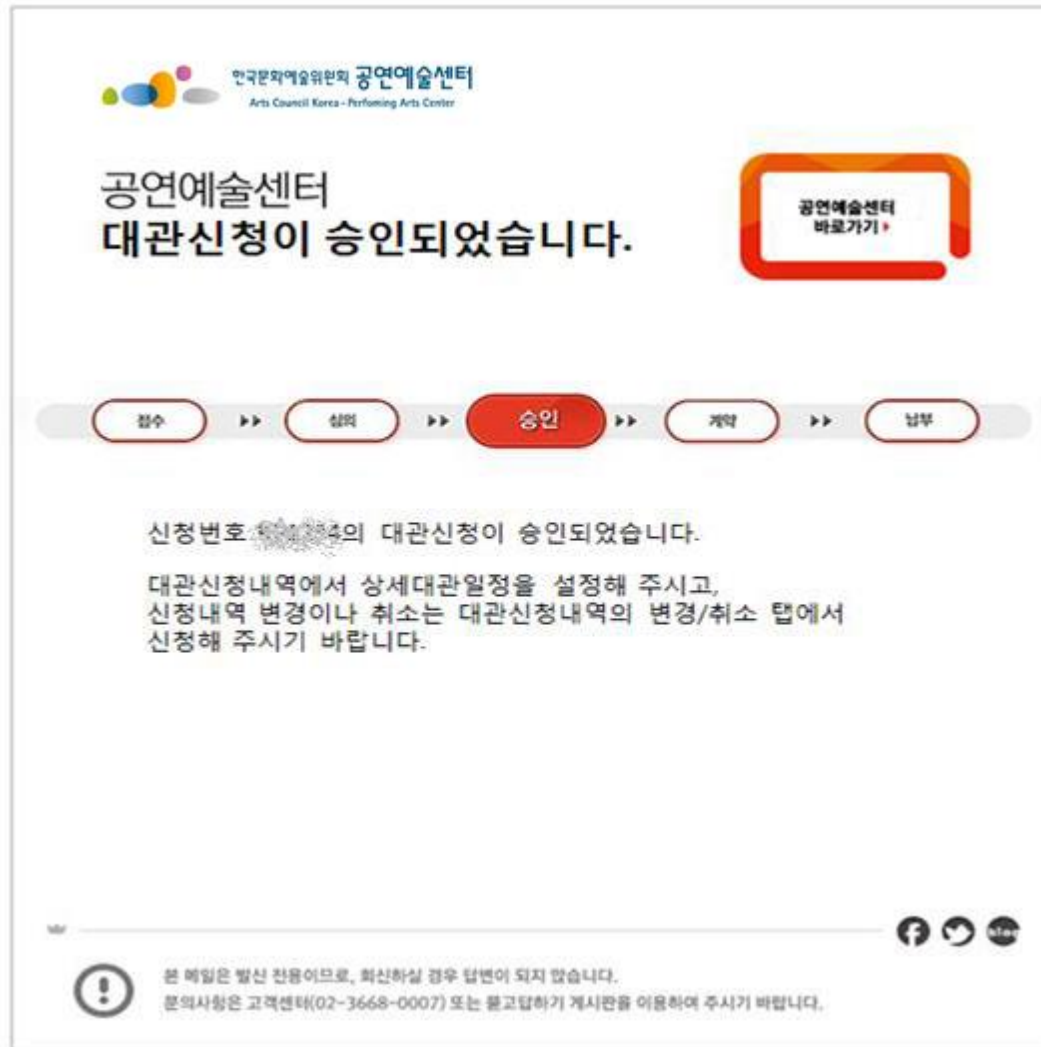 한국문화예술위원회 공연예술센터
Arts Council Korea - Perfoming Arts Center
공연예술센터
대관신청이 승인되었습니다.
공연예술센터
바로가기
접수
심의
승인
계약
납부
신청번호 의 대관신청이 승인되었습니다.
대관신청내역에서 상세대관일정을 설정해 주시고,
신청내역 변경이나 취소는 대관신청내역의 변경/취소 탭에서
신청해 주시기 바랍니다.
blog
본 메일은 발신 전용이므로, 회신하실 경우 답변이 되지 않습니다.
문의사항은 고객센터(02-3668-0007) 또는 묻고답하기 게시판을 이용하여 주시기 바랍니다.